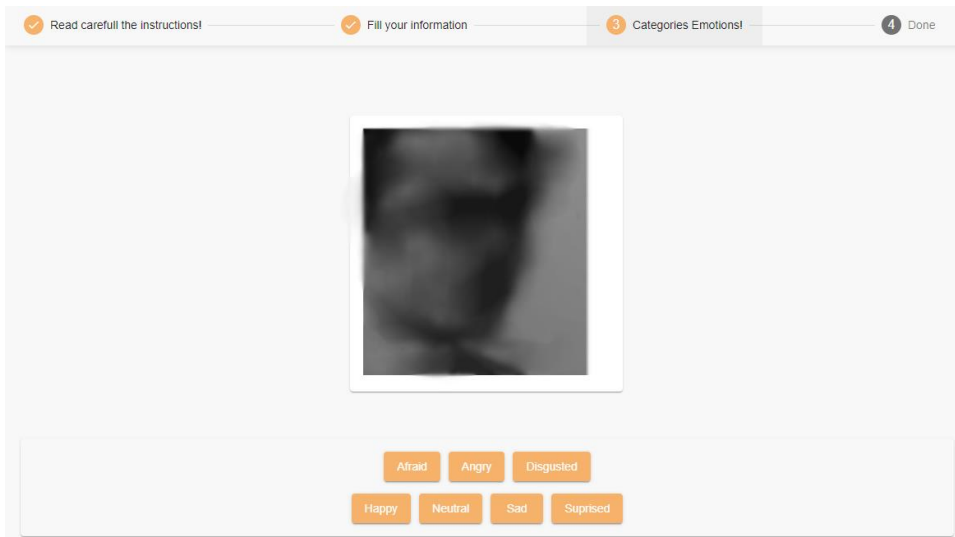 Read carefull the instructions!
Fill your information
3 Categories Emotions!
4 Done
Afraid Angry Disgusted
Happy Neutral Sad Suprised